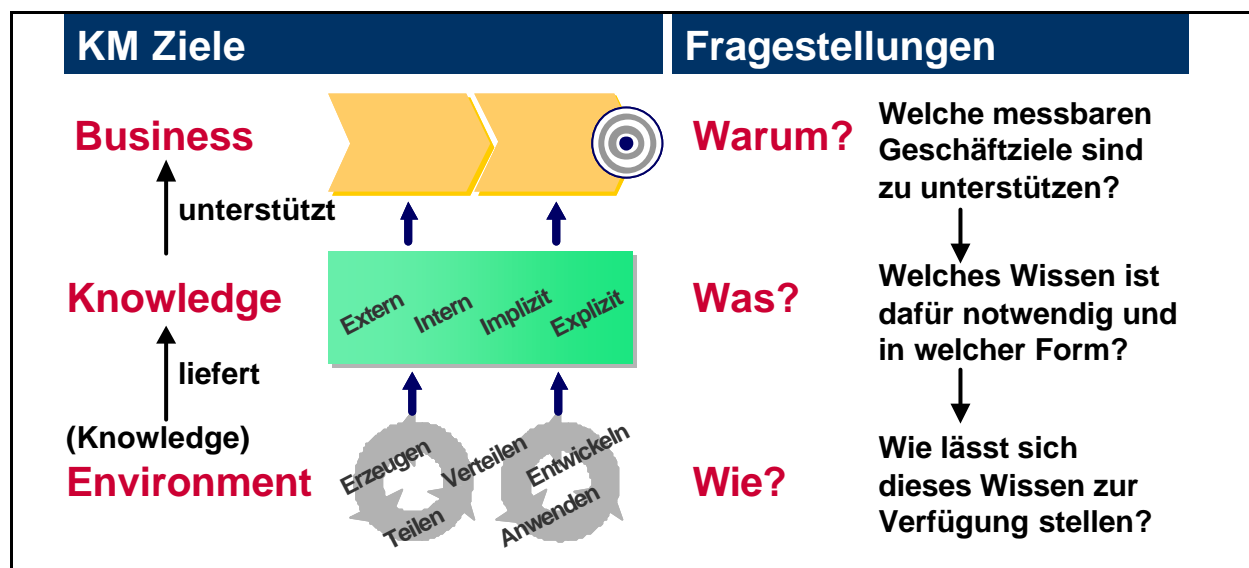 KM Ziele
Fragestellungen
Business
unterstützt
Knowledge
liefert
(Knowledge)
Environment
Extern
Intern
Implizit
Explizit
Erzeugen
Verteilen
Entwickeln
Teilen
Anwenden
Warum?
Welche messbaren
Geschäftziele sind
zu unterstützen?
Was?
Welches Wissen ist
dafür notwendig und
in welcher Form?
Wie?
Wie lässt sich
dieses Wissen zur
Verfügung stellen?